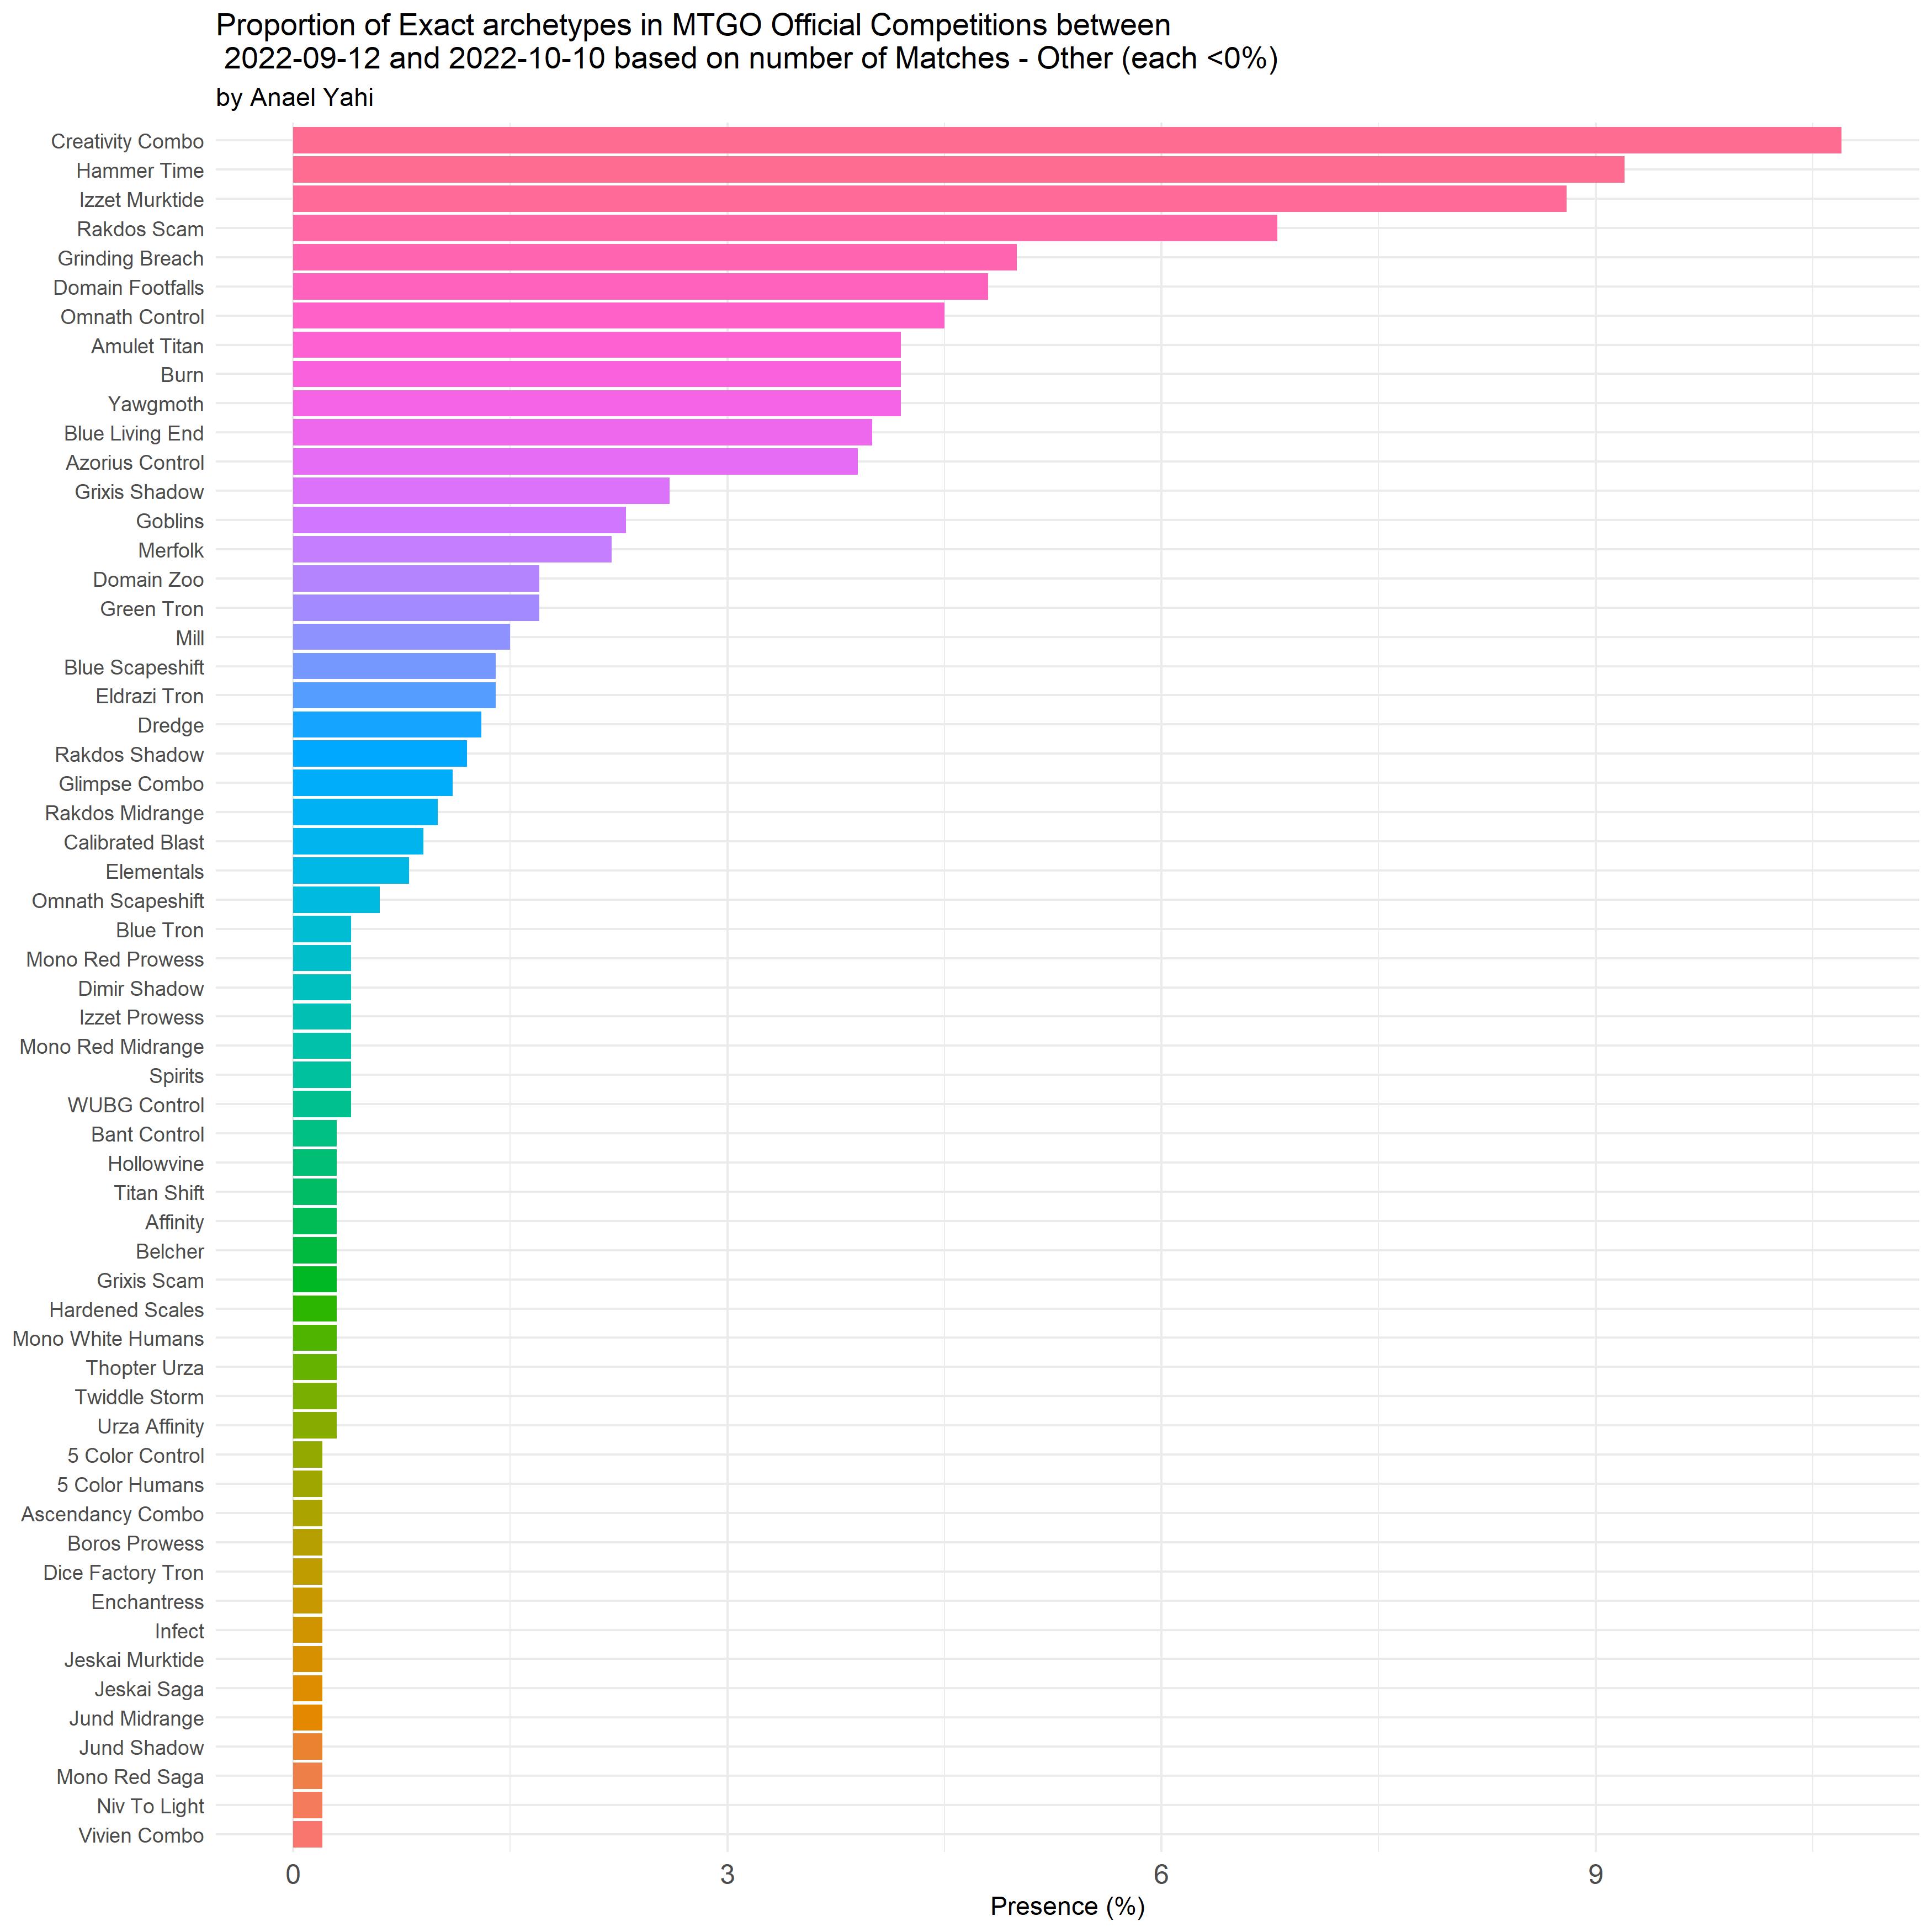 Proportion of Exact archetypes in MTGO Official Competitions between
2022-09-12 and 2022-10-10 based on number of Matches - Other (each <0%)
by Anael Yahi
Creativity Combo
Hammer Time
Izzet Murktide
Rakdos Scam
Grinding Breach
Domain Footfalls
Omnath Control
Amulet Titan
Burn
Yawgmoth
Blue Living End
Azorius Control
Grixis Shadow
Goblins
Merfolk
Domain Zoo
Green Tron
Mill
Blue Scapeshift
Eldrazi Tron
Dredge
Rakdos Shadow
Glimpse Combo
Rakdos Midrange
Calibrated Blast
Elementals
Omnath Scapeshift
Blue Tron
Mono Red Prowess
Dimir Shadow
Izzet Prowess
Mono Red Midrange
Spirits
WUBG Control
Bant Control
Hollowvine
Titan Shift
Affinity
Belcher
Grixis Scam
Hardened Scales
Mono White Humans
Thopter Urza
Twiddle Storm
Urza Affinity
5 Color Control
5 Color Humans
Ascendancy Combo
Boros Prowess
Dice Factory Tron
Enchantress
Infect
Jeskai Murktide
Jeskai Saga
Jund Midrange
Jund Shadow
Mono Red Saga
Niv To Light
Vivien Combo
0 3 6 9
Presence (%)